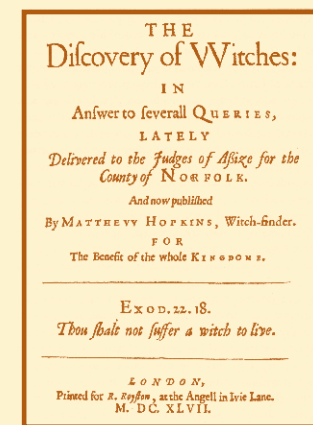 THE
Diſcovery of VVitches:
IN
Anſwer to ſeverall QUERIES,
LATELY
Delivered to the Judges of Aſsize for the
County of NORFOLK.
And now publiſhed
By MATTHEVV HOPKINS, Witch-finder.
FOR
The Benefit of the whole KINGDOME.
EXOD. 22. 18.
Thou ſhalt not ſuffer a witch to live.
LONDON,
Printed for R. Royſton, at the Angell in Ivie Lane.
M. DC. XLVII.